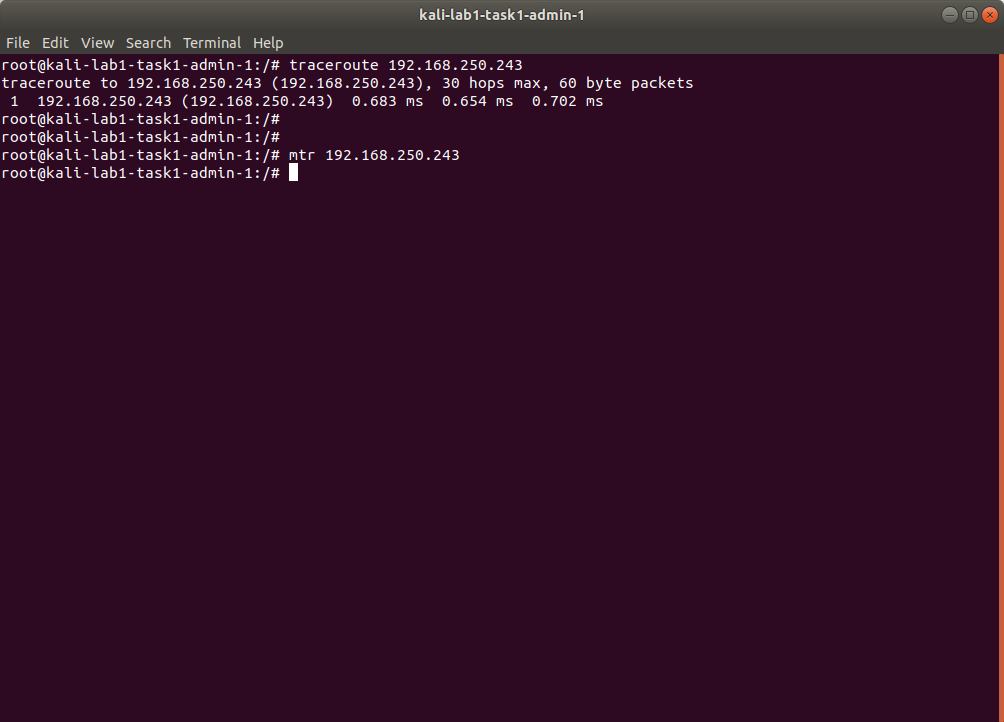 kali-lab1-task1-admin-1
File Edit View Search Terminal Help
root@kali-lab1-task1-admin-1:/# traceroute 192.168.250.243
traceroute to 192.168.250.243 (192.168.250.243), 30 hops max, 60 byte packets
 1  192.168.250.243 (192.168.250.243)  0.683 ms  0.654 ms  0.702 ms
root@kali-lab1-task1-admin-1:/#
root@kali-lab1-task1-admin-1:/#
root@kali-lab1-task1-admin-1:/# mtr 192.168.250.243
root@kali-lab1-task1-admin-1:/#